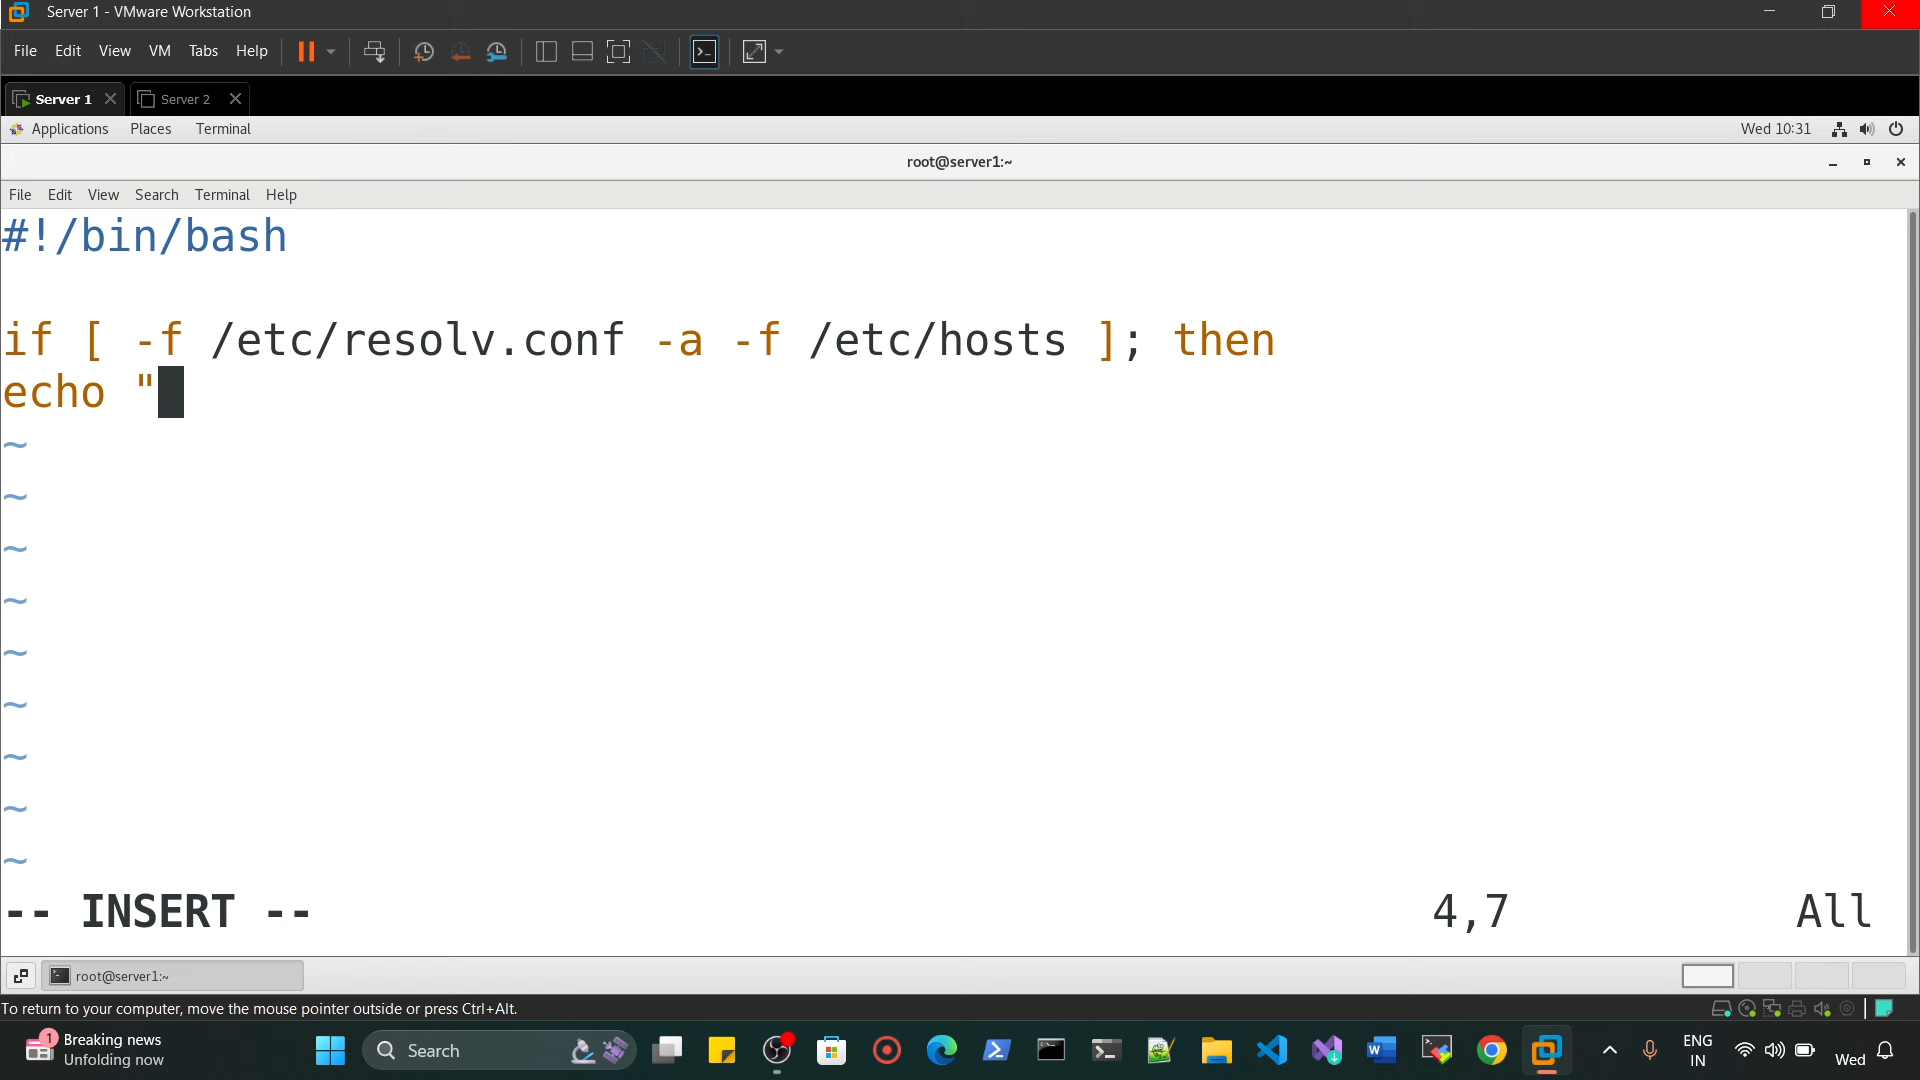 Server 1 - VMware Workstation
File Edit View VM Tabs Help
Server 1 Server 2
Applications Places Terminal Wed 10:31
root@server1:~
File Edit View Search Terminal Help
#!/bin/bash
if [ -f /etc/resolv.conf -a -f /etc/hosts ]; then
echo "
~
~
~
~
~
~
~
~
~
-- INSERT -- 4,7 All
root@server1:~
To return to your computer, move the mouse pointer outside or press Ctrl+Alt.
1 Breaking news
Unfolding now
Search
ENG
IN
Wed